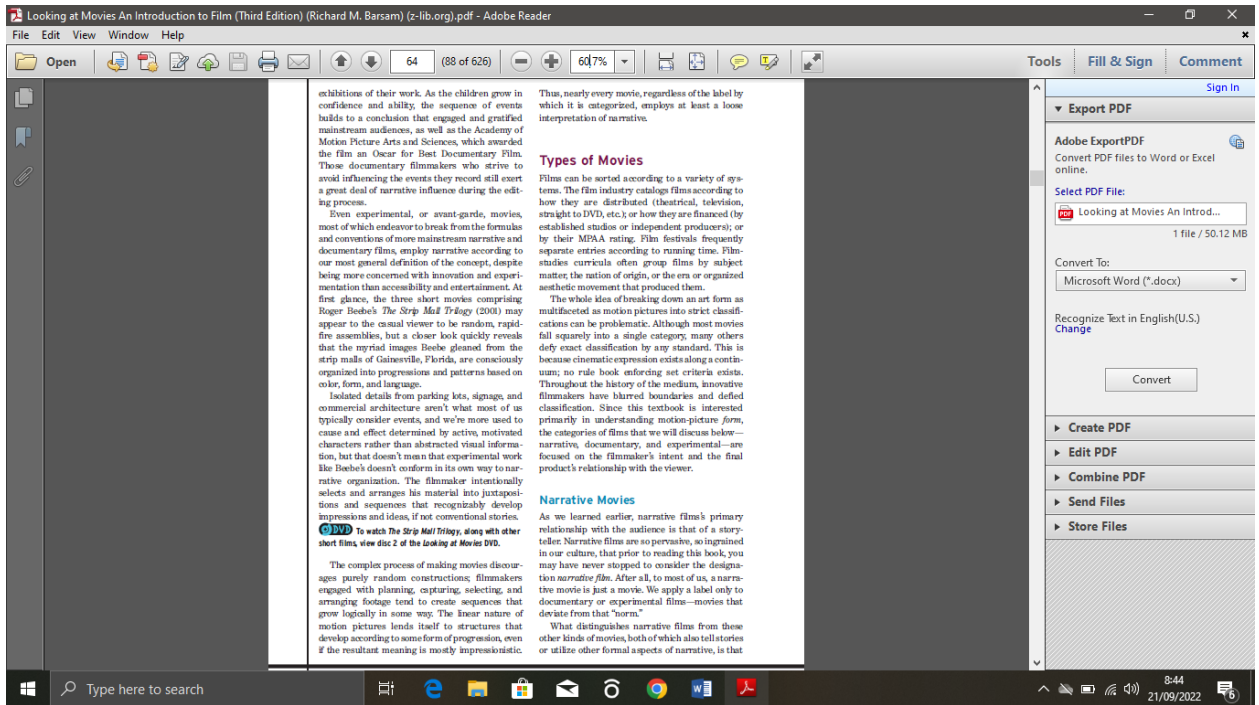 Looking at Movies An Introduction to Film (Third Edition) (Richard M. Barsam) (z-lib.org).pdf - Adobe Reader
File Edit View Window Help
Open
64 (88 of 626)
60,7%
Tools Fill & Sign Comment
exhibitions of their work. As the children grow in
confidence and ability, the sequence of events
builds to a conclusion that engaged and gratified
mainstream audiences, as well as the Academy of
Motion Picture Arts and Sciences, which awarded
the film an Oscar for Best Documentary Film.
Those documentary filmmakers who strive to
avoid influencing the events they record still exert
a great deal of narrative influence during the edit-
ing process.
Even experimental, or avant-garde, movies,
most of which endeavor to break from the formulas
and conventions of more mainstream narrative and
documentary films, employ narrative according to
our most general definition of the concept, despite
being more concerned with innovation and experi-
mentation than accessibility and entertainment. At
first glance, the three short movies comprising
Roger Beebe's The Strip Mall Trilogy (2001) may
appear to the casual viewer to be random, rapid-
fire assemblies, but a closer look quickly reveals
that the myriad images Beebe gleaned from the
strip malls of Gainesville, Florida, are consciously
organized into progressions and patterns based on
color, form, and language.
Isolated details from parking lots, signage, and
commercial architecture aren't what most of us
typically consider events, and we're more used to
cause and effect determined by active, motivated
characters rather than abstracted visual informa-
tion, but that doesn't mean that experimental work
like Beebe's doesn't conform in its own way to nar-
rative organization. The filmmaker intentionally
selects and arranges his material into juxtaposi-
tions and sequences that recognizably develop
impressions and ideas, if not conventional stories.
DVD To watch The Strip Mall Trilogy, along with other
short films, view disc 2 of the Looking at Movies DVD.
The complex process of making movies discour-
ages purely random constructions; filmmakers
engaged with planning, capturing, selecting, and
arranging footage tend to create sequences that
grow logically in some way. The linear nature of
motion pictures lends itself to structures that
develop according to some form of progression, even
if the resultant meaning is mostly impressionistic.
Thus, nearly every movie, regardless of the label by
which it is categorized, employs at least a loose
interpretation of narrative.
Types of Movies
Films can be sorted according to a variety of sys-
tems. The film industry catalogs films according to
how they are distributed (theatrical, television,
straight to DVD, etc.); or how they are financed (by
established studios or independent producers); or
by their MPAA rating. Film festivals frequently
separate entries according to running time. Film-
studies curricula often group films by subject
matter, the nation of origin, or the era or organized
aesthetic movement that produced them.
The whole idea of breaking down an art form as
multifaceted as motion pictures into strict classifi-
cations can be problematic. Although most movies
fall squarely into a single category, many others
defy exact classification by any standard. This is
because cinematic expression exists along a contin-
uum; no rule book enforcing set criteria exists.
Throughout the history of the medium, innovative
filmmakers have blurred boundaries and defied
classification. Since this textbook is interested
primarily in understanding motion-picture form,
the categories of films that we will discuss below—
narrative, documentary, and experimental—are
focused on the filmmaker's intent and the final
product's relationship with the viewer.
Narrative Movies
As we learned earlier, narrative films's primary
relationship with the audience is that of a story-
teller. Narrative films are so pervasive, so ingrained
in our culture, that prior to reading this book, you
may have never stopped to consider the designa-
tion narrative film. After all, to most of us, a narra-
tive movie is just a movie. We apply a label only to
documentary or experimental films—movies that
deviate from that "norm."
What distinguishes narrative films from these
other kinds of movies, both of which also tell stories
or utilize other formal aspects of narrative, is that
Sign In
Export PDF
Adobe ExportPDF
Convert PDF files to Word or Excel
online.
Select PDF File:
Looking at Movies An Introd...
1 file / 50.12 MB
Convert To:
Microsoft Word (*.docx)
Recognize Text in English(U.S.)
Change
Convert
Create PDF
Edit PDF
Combine PDF
Send Files
Store Files
Type here to search
8:44
21/09/2022
6